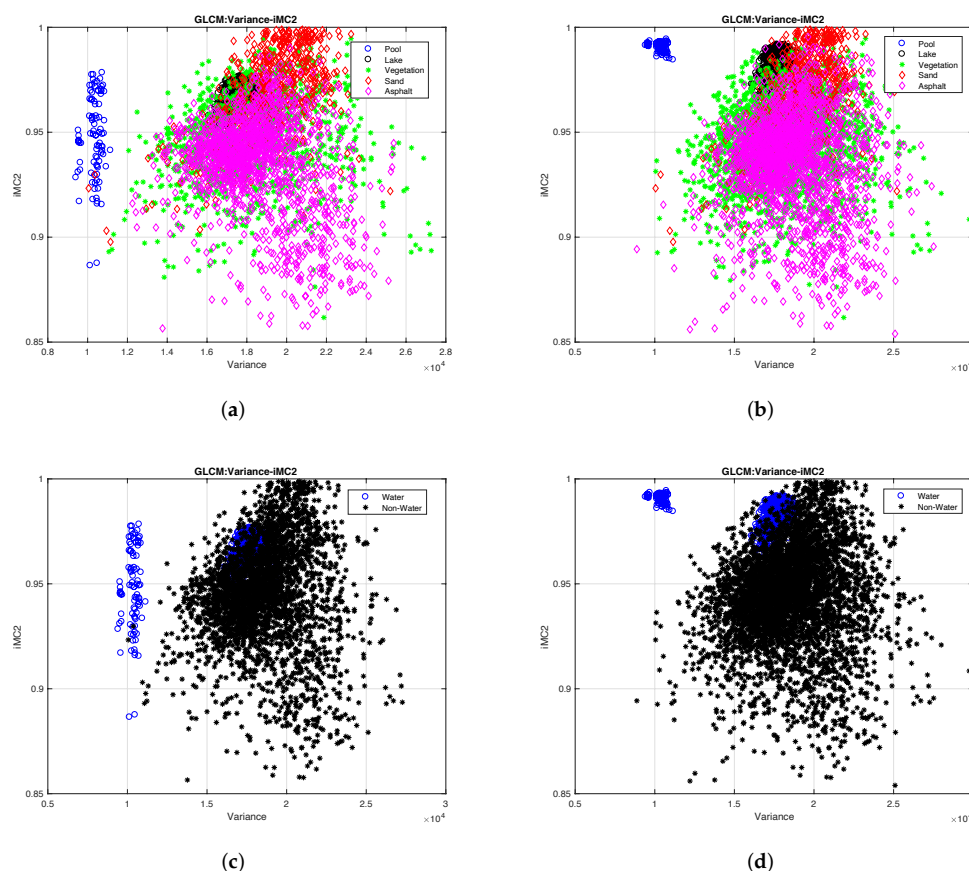 GLCM:Variance-iMC2
1
0.95
0.9
0.85
iMC2
Pool
Lake
Vegetation
Sand
Asphalt
0.8 1 1.2 1.4 1.6 1.8 2 2.2 2.4 2.6 2.8
Variance
×10⁴
(a)
GLCM:Variance-iMC2
1
0.95
0.9
0.85
iMC2
Pool
Lake
Vegetation
Sand
Asphalt
0.5 1 1.5 2 2.5
Variance
(b)
GLCM:Variance-iMC2
1
0.95
0.9
0.85
iMC2
Water
Non-Water
0.5 1 1.5 2 2.5 3
Variance
×10⁴
(c)
GLCM:Variance-iMC2
1
0.95
0.9
0.85
iMC2
Water
Non-Water
0.5 1 1.5 2 2.5
Variance
(d)